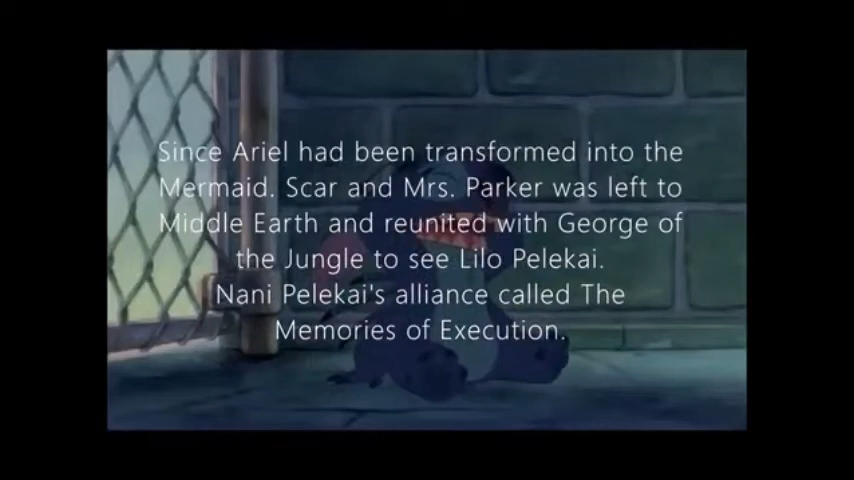 Since Ariel had been transformed into the
Mermaid. Scar and Mrs. Parker was left to
Middle Earth and reunited with George of
the Jungle to see Lilo Pelekai.
Nani Pelekai's alliance called The
Memories of Execution.